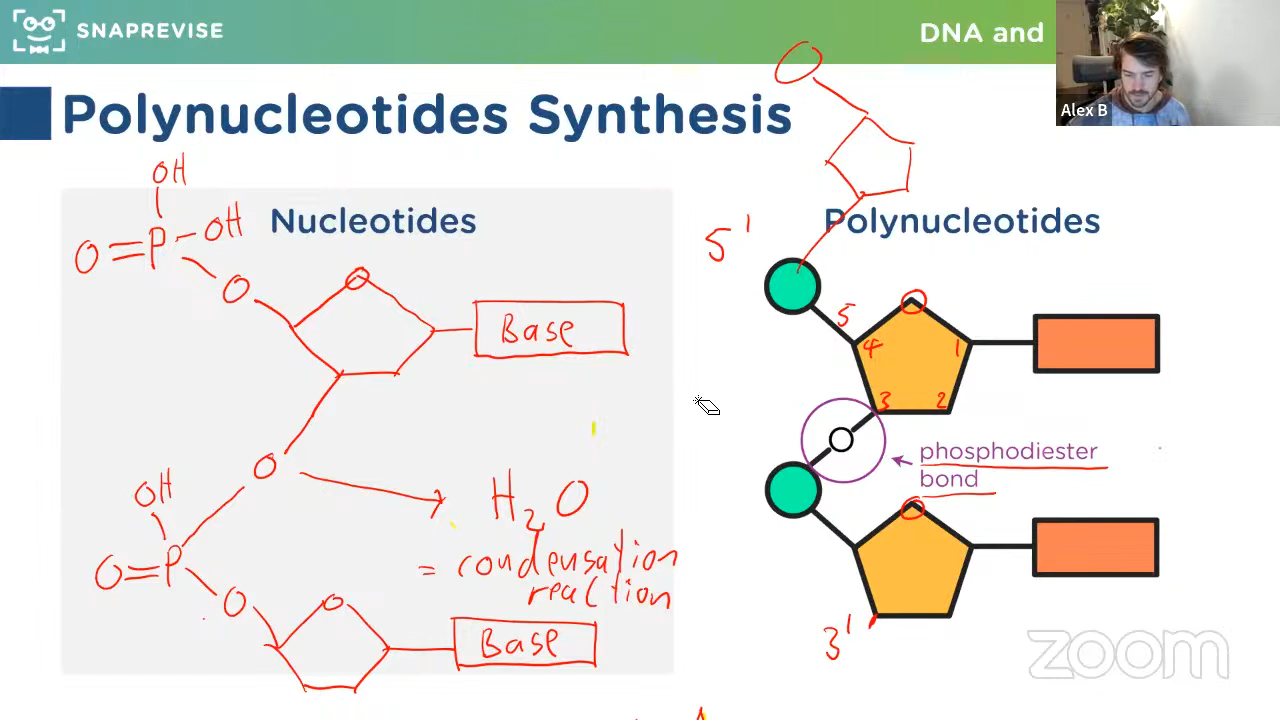 SNAPREVISE
DNA and
Alex B
Polynucleotides Synthesis
Nucleotides
OH
O=P-OH
O
O
Base
O
H2O
= condensation
reaction
OH
O=P
O
O
Base
Polynucleotides
5'
5
4
1
3
2
phosphodiester
bond
3'
zoom